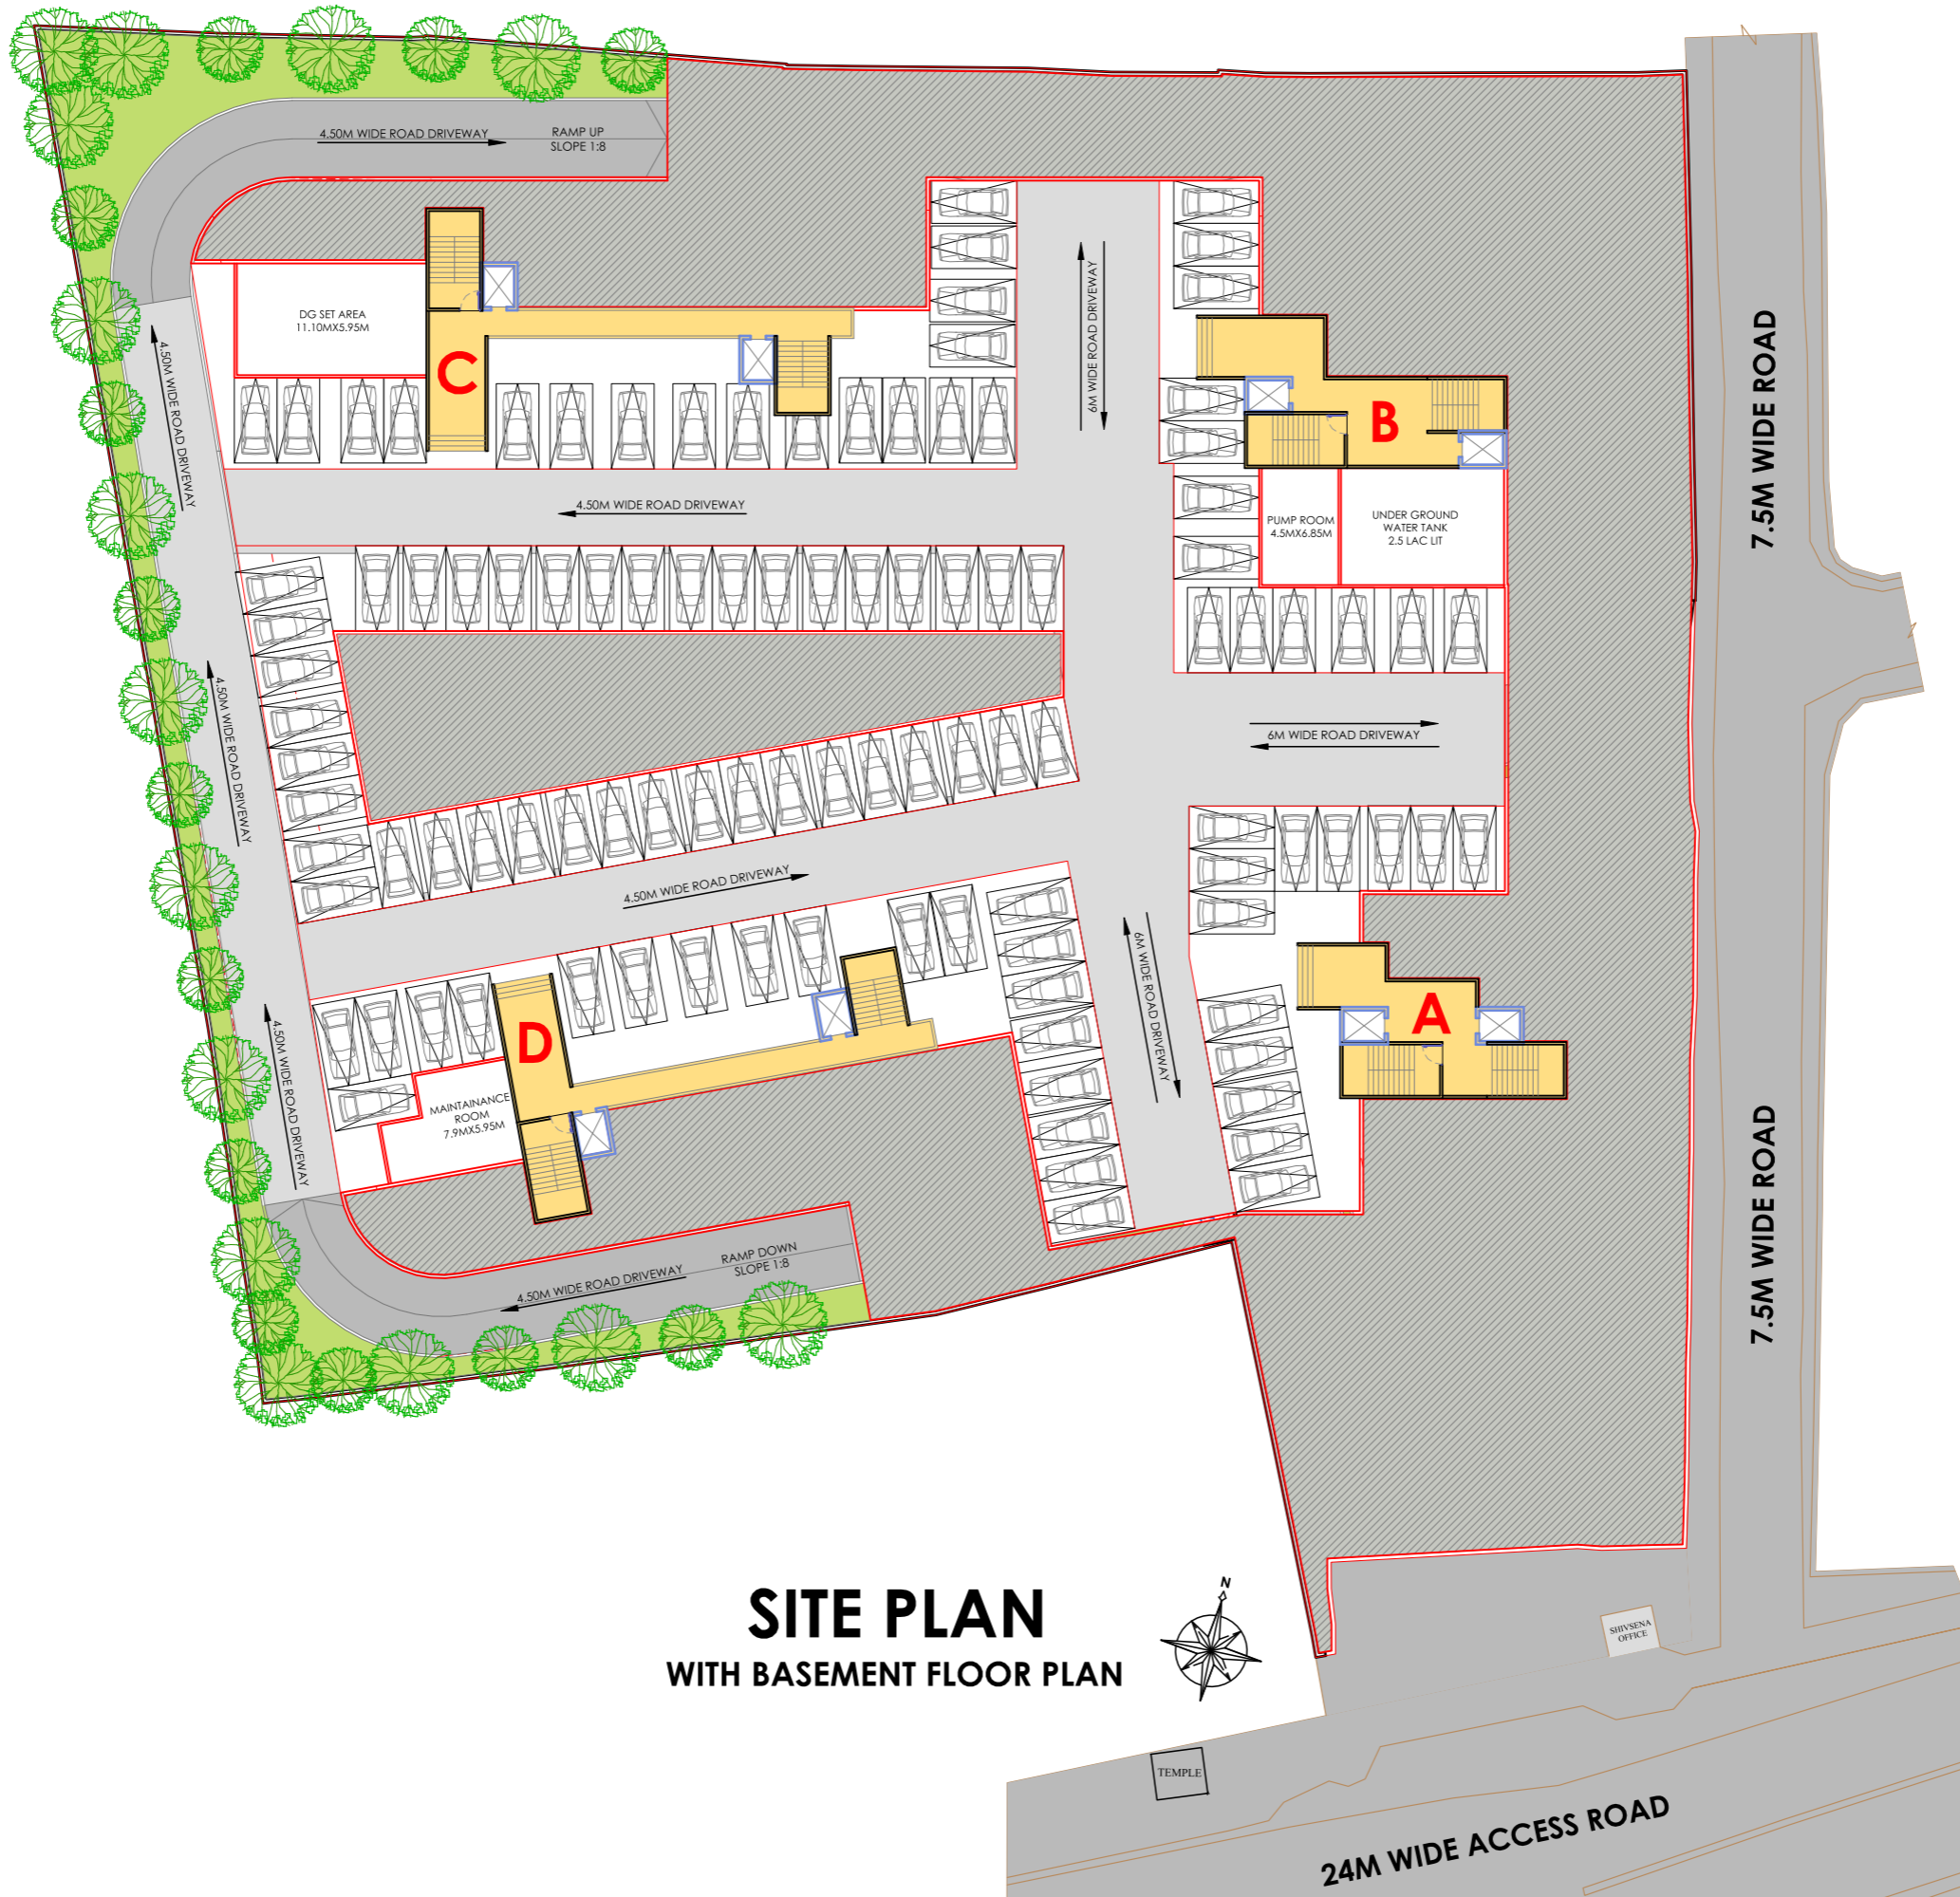 4.50M WIDE ROAD DRIVEWAY
RAMP UP
SLOPE 1:8
DG SET AREA
11.10MX5.95M
C
6M WIDE ROAD DRIVEWAY
B
4.50M WIDE ROAD DRIVEWAY
4.50M WIDE ROAD DRIVEWAY
PUMP ROOM
4.5MX6.85M
UNDER GROUND
WATER TANK
2.5 LAC LIT
7.5M WIDE ROAD
4.50M WIDE ROAD DRIVEWAY
6M WIDE ROAD DRIVEWAY
4.50M WIDE ROAD DRIVEWAY
6M WIDE ROAD DRIVEWAY
A
D
4.50M WIDE ROAD DRIVEWAY
MAINTAINANCE
ROOM
7.9MX5.95M
7.5M WIDE ROAD
RAMP DOWN
SLOPE 1:8
4.50M WIDE ROAD DRIVEWAY
SITE PLAN
WITH BASEMENT FLOOR PLAN
N
SHIVSENA
OFFICE
TEMPLE
24M WIDE ACCESS ROAD